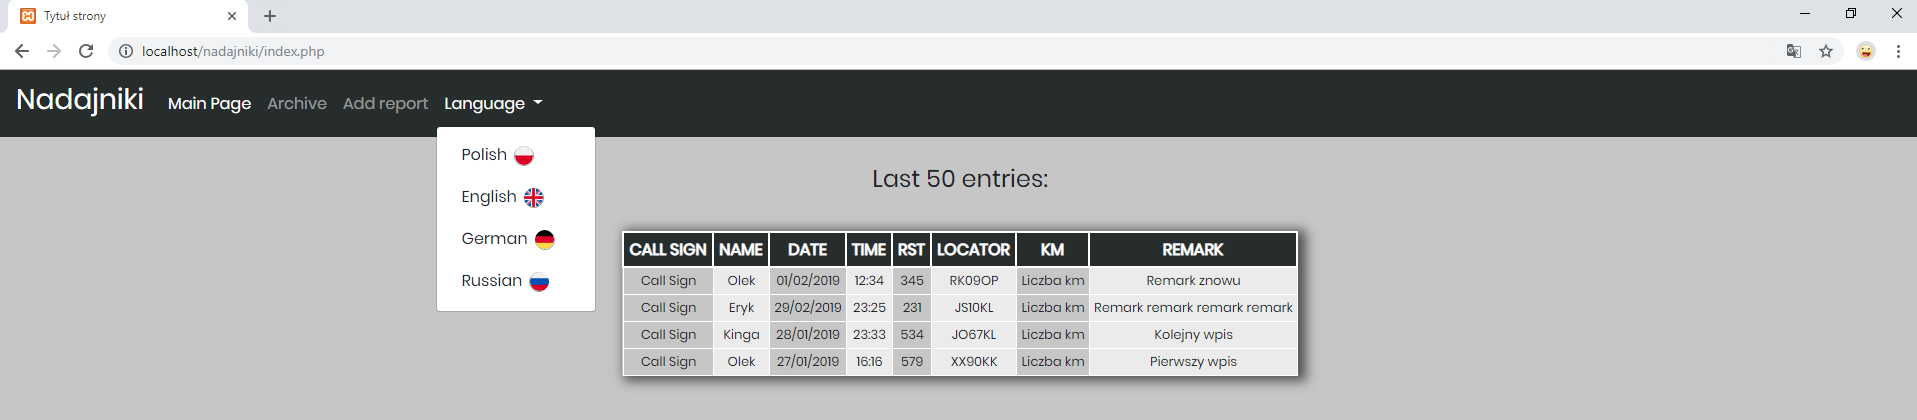 Tytuł strony
localhost/nadajniki/index.php
Nadajniki Main Page Archive Add report Language
Polish
English
German
Russian
Last 50 entries:
CALL SIGN NAME DATE TIME RST LOCATOR KM REMARK
Call Sign Olek 01/02/2019 12:34 345 RK09OP Liczba km Remark znowu
Call Sign Eryk 29/02/2019 23:25 231 JS10KL Liczba km Remark remark remark remark
Call Sign Kinga 28/01/2019 23:33 534 JO67KL Liczba km Kolejny wpis
Call Sign Olek 27/01/2019 16:16 579 XX90KK Liczba km Pierwszy wpis